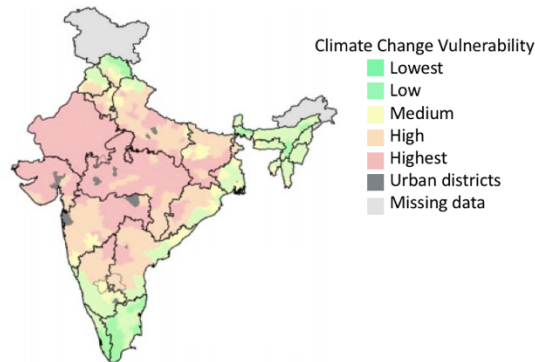 Climate Change Vulnerability
Lowest
Low
Medium
High
Highest
Urban districts
Missing data